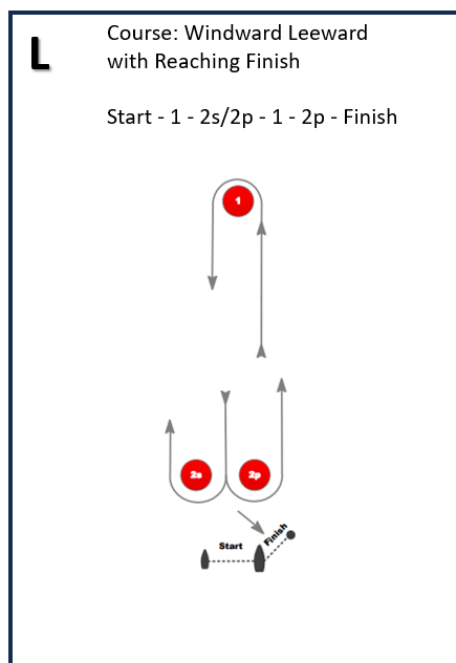 L
Course: Windward Leeward
with Reaching Finish
Start - 1 - 2s/2p - 1 - 2p - Finish
1
2s
2p
Start
Finish